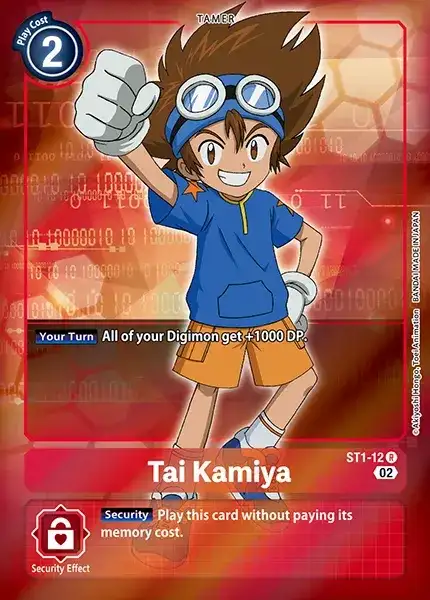 TAMER
Play Cost
2
Your Turn All of your Digimon get +1000 DP.
©Akiyoshi Hongo, Toei Animation BANDAI MADE IN JAPAN
ST1-12 R
Tai Kamiya
02
Security Play this card without paying its
memory cost.
Security Effect